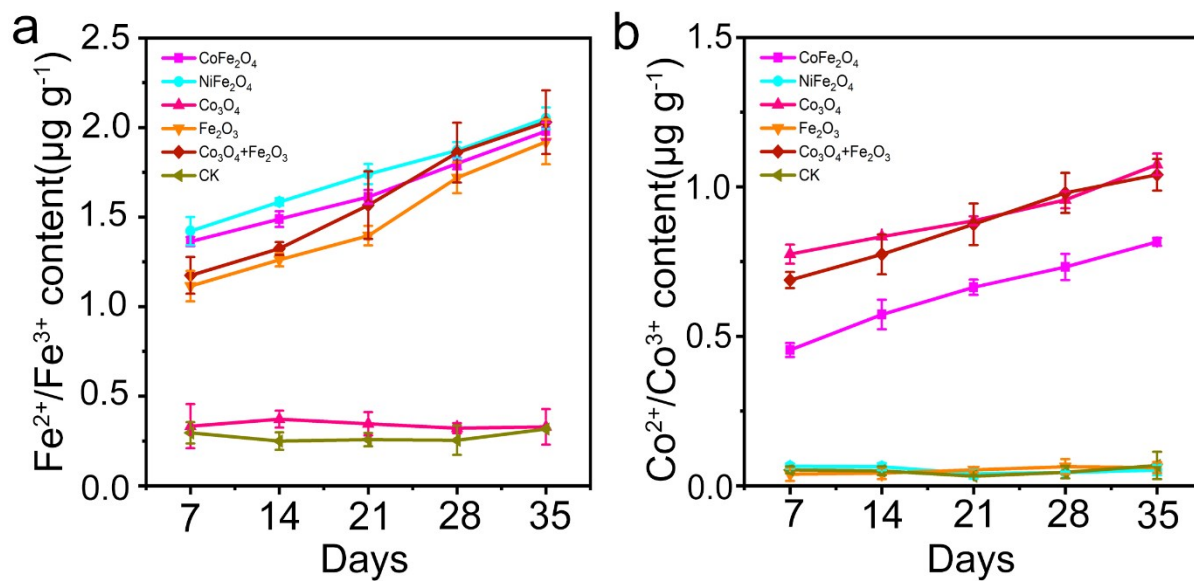 a
Fe²⁺/Fe³⁺ content(μg g⁻¹)
2.5
2.0
1.5
1.0
0.5
0.0
CoFe₂O₄
NiFe₂O₄
Co₃O₄
Fe₂O₃
Co₃O₄+Fe₂O₃
CK
7 14 21 28 35
Days
b
Co²⁺/Co³⁺ content(μg g⁻¹)
1.5
1.0
0.5
0.0
CoFe₂O₄
NiFe₂O₄
Co₃O₄
Fe₂O₃
Co₃O₄+Fe₂O₃
CK
7 14 21 28 35
Days